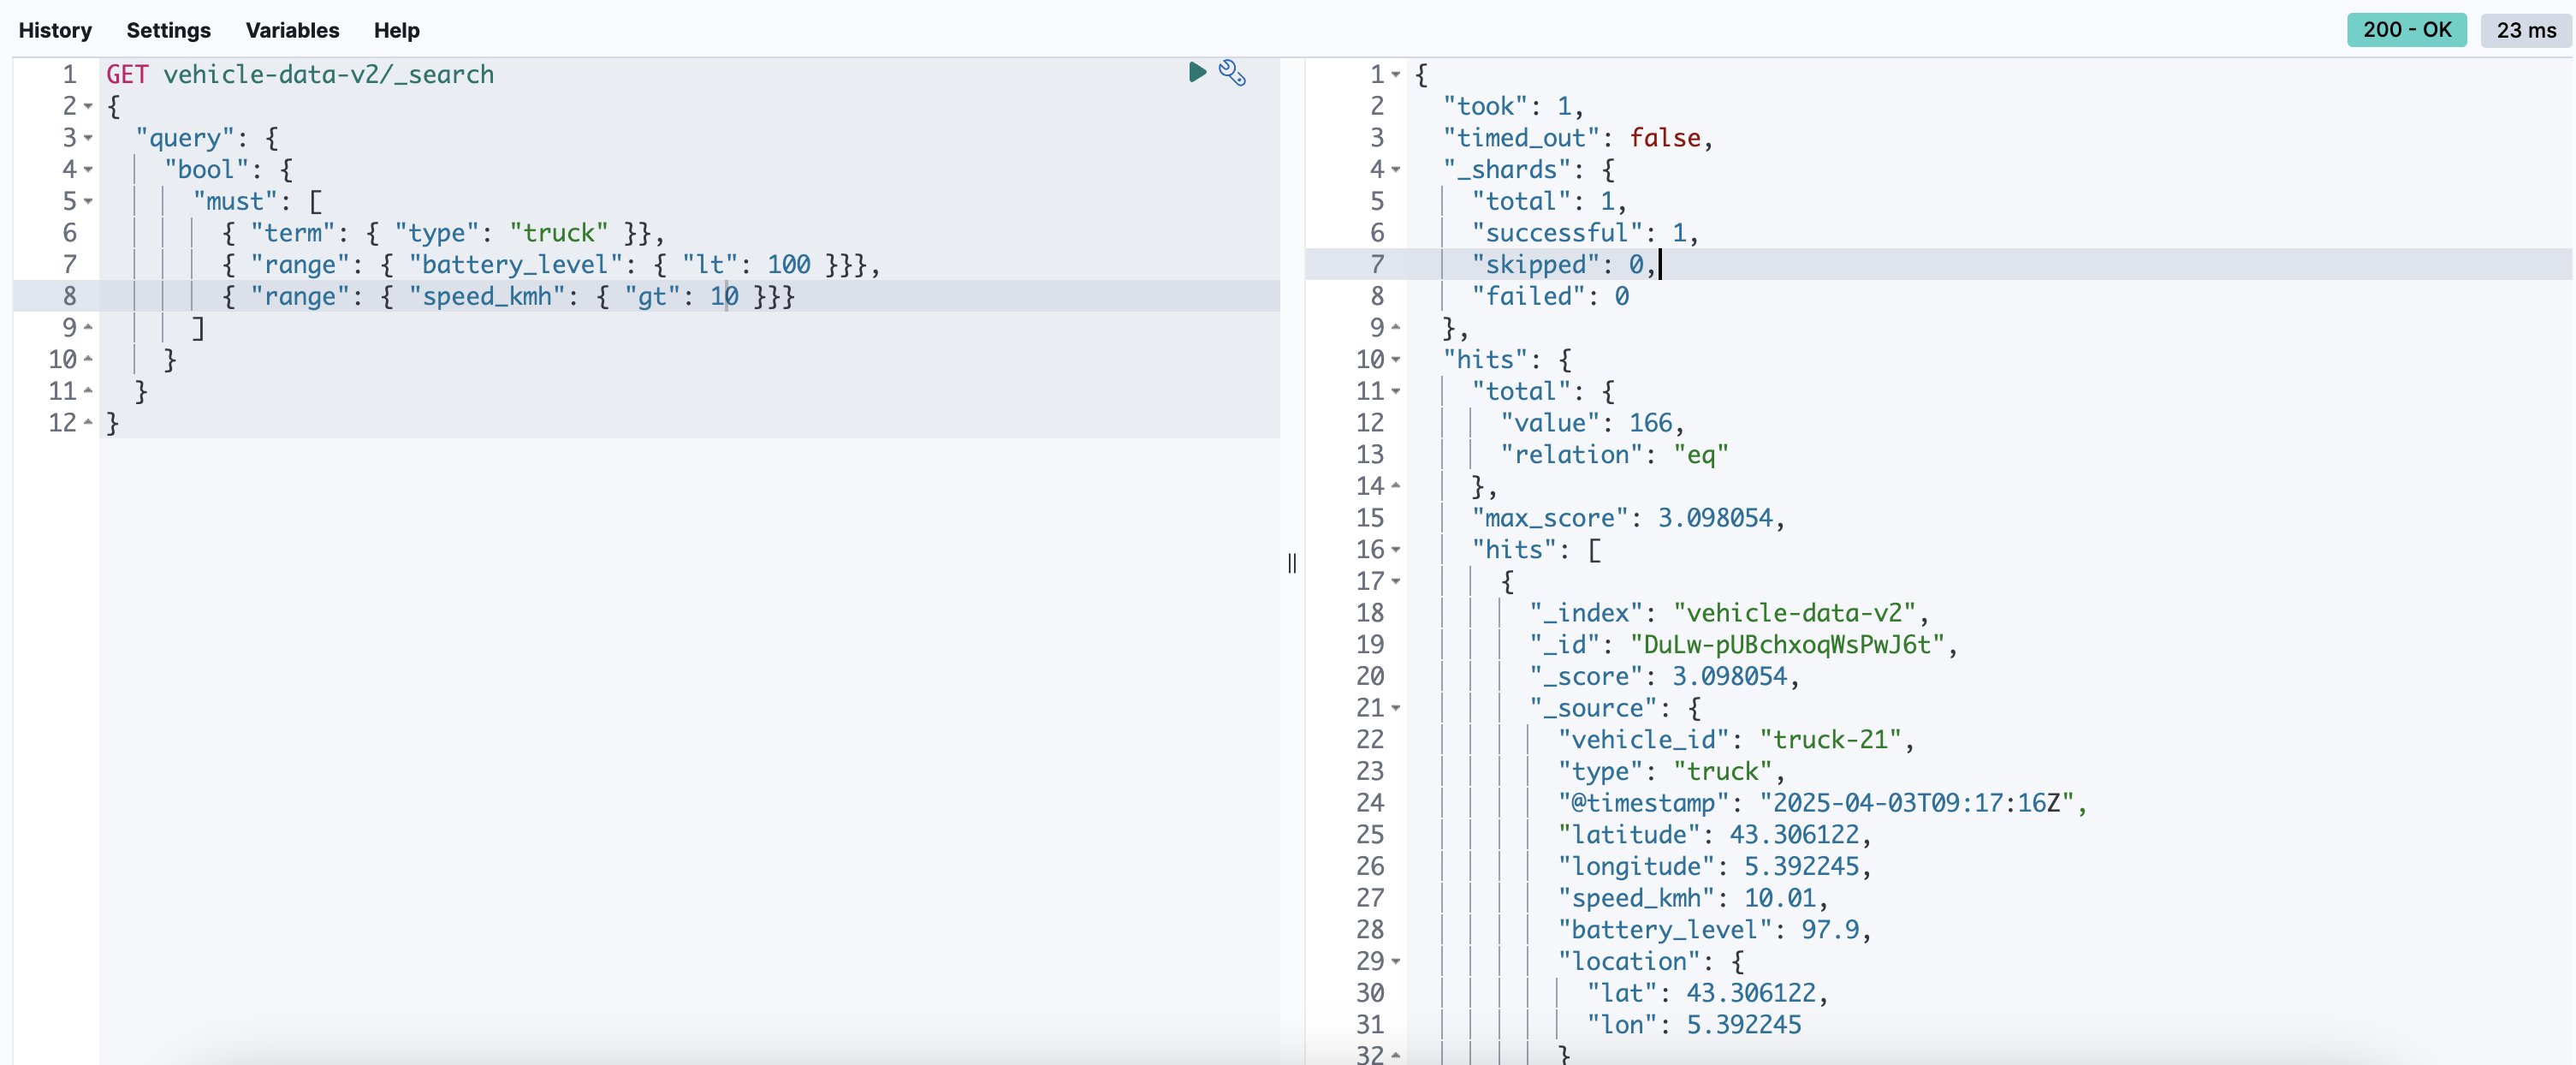 History Settings Variables Help 200 - OK 23 ms
1 GET vehicle-data-v2/_search
2 {
3 "query": {
4 "bool": {
5 "must": [
6 { "term": { "type": "truck" }},
7 { "range": { "battery_level": { "lt": 100 }}},
8 { "range": { "speed_kmh": { "gt": 10 }}}
9 ]
10 }
11 }
12 }
1 {
2 "took": 1,
3 "timed_out": false,
4 "_shards": {
5 "total": 1,
6 "successful": 1,
7 "skipped": 0,
8 "failed": 0
9 },
10 "hits": {
11 "total": {
12 "value": 166,
13 "relation": "eq"
14 },
15 "max_score": 3.098054,
16 "hits": [
17 {
18 "_index": "vehicle-data-v2",
19 "_id": "DuLw-pUBchxoqWsPwJ6t",
20 "_score": 3.098054,
21 "_source": {
22 "vehicle_id": "truck-21",
23 "type": "truck",
24 "@timestamp": "2025-04-03T09:17:16Z",
25 "latitude": 43.306122,
26 "longitude": 5.392245,
27 "speed_kmh": 10.01,
28 "battery_level": 97.9,
29 "location": {
30 "lat": 43.306122,
31 "lon": 5.392245
32 }